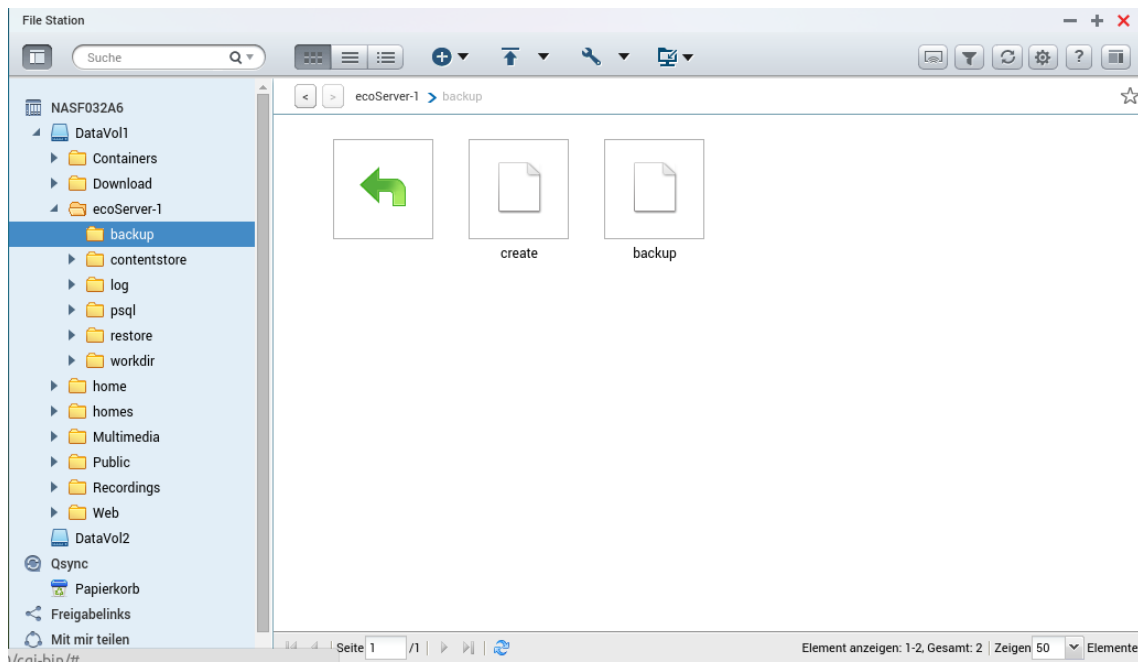 File Station
Suche
NASF032A6
DataVol1
Containers
Download
ecoServer-1
backup
contentstore
log
psql
restore
workdir
home
homes
Multimedia
Public
Recordings
Web
DataVol2
Qsync
Papierkorb
Freigabelinks
Mit mir teilen
ecoServer-1 > backup
create
backup
Seite 1 /1
Element anzeigen: 1-2, Gesamt: 2 Zeigen 50 Elemente